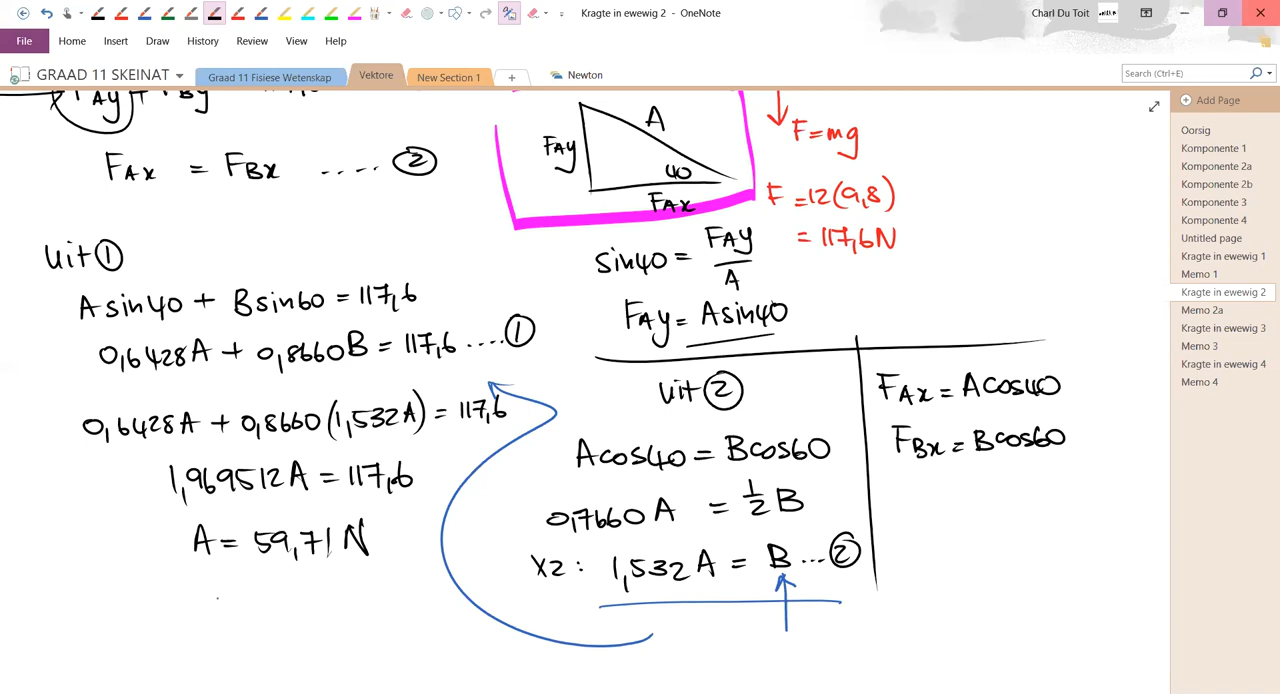 Kragte in ewewig 2 - OneNote
Charl Du Toit
File Home Insert Draw History Review View Help
GRAAD 11 SKEINAT
Graad 11 Fisiese Wetenskap
Vektore
New Section 1
+
Newton
Search (Ctrl+E)
Add Page
Oorsig
Komponente 1
Komponente 2a
Komponente 2b
Komponente 3
Komponente 4
Untitled page
Kragte in ewewig 1
Memo 1
Kragte in ewewig 2
Memo 2a
Kragte in ewewig 3
Memo 3
Kragte in ewewig 4
Memo 4
FAX = FBX ..... ②
Uit ①
Asin40 + Bsin60 = 117,6
0,6428A + 0,8660B = 117,6 ..... ①
0,6428A + 0,8660(1,532A) = 117,6
1,969512A = 117,6
A = 59,71 N
A
FAy
40
FAX
F = mg
F = 12(9,8)
= 117,6N
sin40 = FAy
A
FAy = Asin40
Uit ②
Acos40 = Bcos60
0,7660A = ½B
X2 : 1,532A = B ... ②
FAX = Acos40
FBX = Bcos60